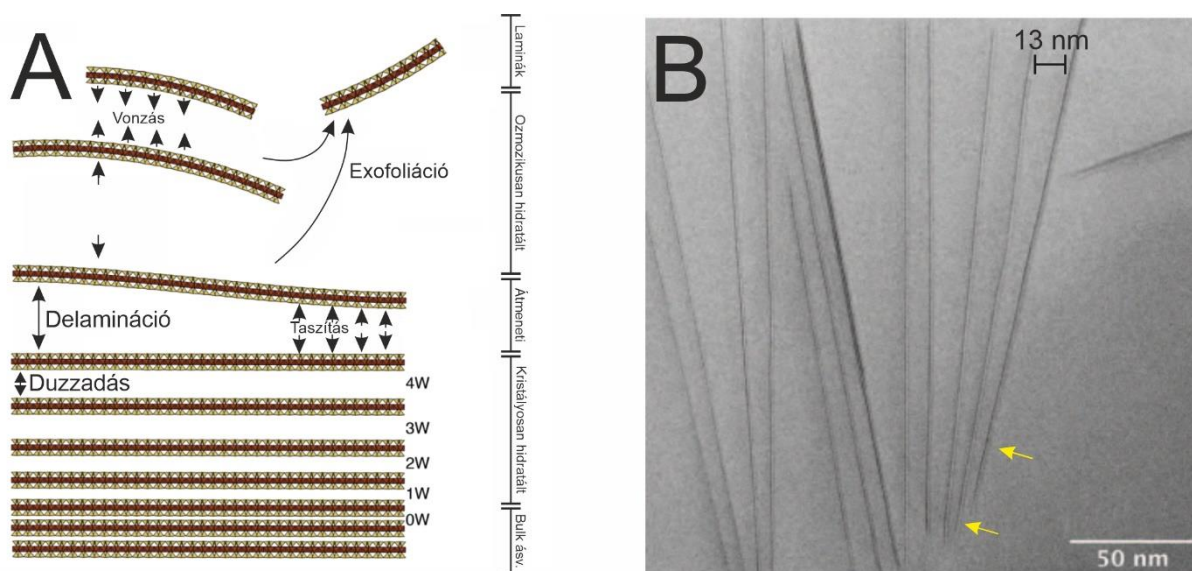 A
Vonzás
Exofoliáció
Delamináció
Taszítás
Duzzadás
4W
3W
2W
1W
0W
Laminák
Ozmozikusan hidratált
Átmeneti
Kristályosan hidratált
Bulk ásv.
B
13 nm
50 nm